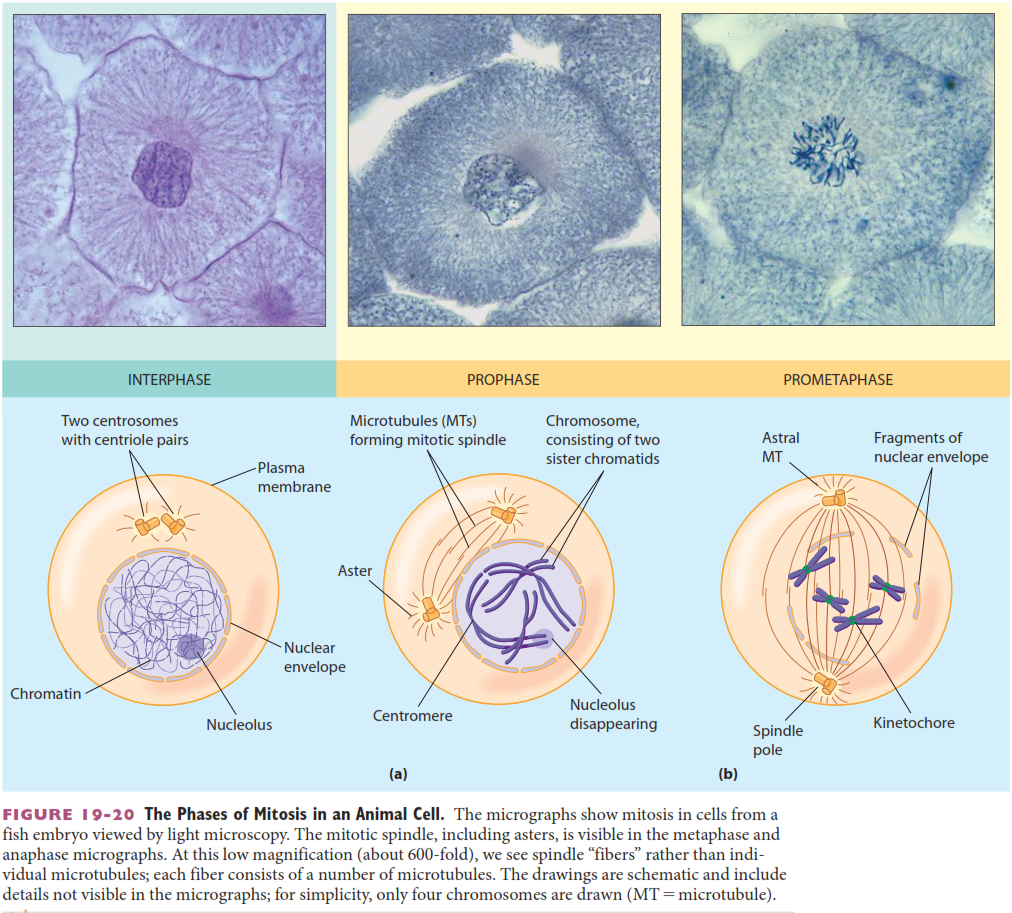 INTERPHASE
PROPHASE
PROMETAPHASE
Two centrosomes
with centriole pairs
Plasma
membrane
Nuclear
envelope
Chromatin
Nucleolus
Microtubules (MTs)
forming mitotic spindle
Chromosome,
consisting of two
sister chromatids
Aster
Centromere
Nucleolus
disappearing
(a)
Astral
MT
Fragments of
nuclear envelope
Spindle
pole
Kinetochore
(b)
FIGURE 19-20 The Phases of Mitosis in an Animal Cell. The micrographs show mitosis in cells from a
fish embryo viewed by light microscopy. The mitotic spindle, including asters, is visible in the metaphase and
anaphase micrographs. At this low magnification (about 600-fold), we see spindle “fibers” rather than indi-
vidual microtubules; each fiber consists of a number of microtubules. The drawings are schematic and include
details not visible in the micrographs; for simplicity, only four chromosomes are drawn (MT = microtubule).